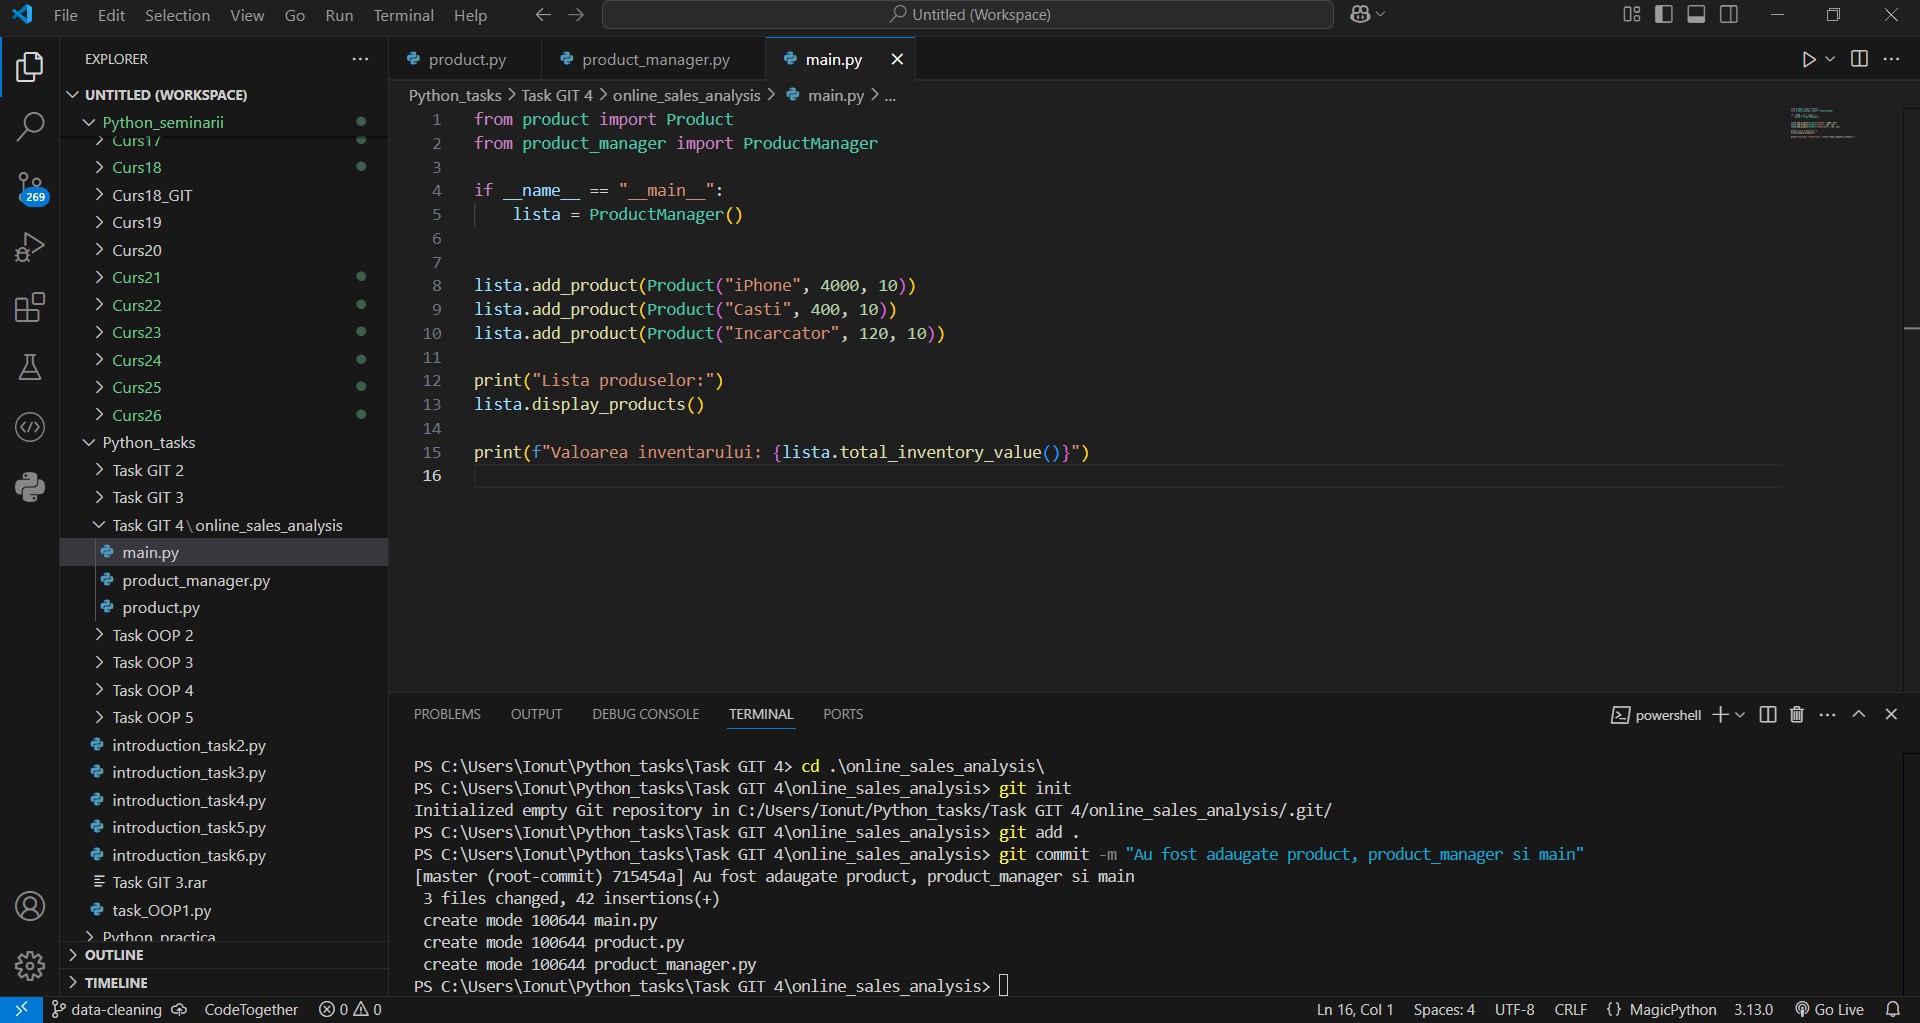 File Edit Selection View Go Run Terminal Help
Untitled (Workspace)
EXPLORER
UNTITLED (WORKSPACE)
Python_seminarii
Curs17
Curs18
Curs18_GIT
Curs19
Curs20
Curs21
Curs22
Curs23
Curs24
Curs25
Curs26
Python_tasks
Task GIT 2
Task GIT 3
Task GIT 4\online_sales_analysis
main.py
product_manager.py
product.py
Task OOP 2
Task OOP 3
Task OOP 4
Task OOP 5
introduction_task2.py
introduction_task3.py
introduction_task4.py
introduction_task5.py
introduction_task6.py
Task GIT 3.rar
task_OOP1.py
Python_practica
OUTLINE
TIMELINE
269
product.py product_manager.py main.py
Python_tasks > Task GIT 4 > online_sales_analysis > main.py > ...
1 from product import Product
2 from product_manager import ProductManager
3
4 if __name__ == "__main__":
5     lista = ProductManager()
6
7
8 lista.add_product(Product("iPhone", 4000, 10))
9 lista.add_product(Product("Casti", 400, 10))
10 lista.add_product(Product("Incarcator", 120, 10))
11
12 print("Lista produselor:")
13 lista.display_products()
14
15 print(f"Valoarea inventarului: {lista.total_inventory_value()}")
16
PROBLEMS OUTPUT DEBUG CONSOLE TERMINAL PORTS
powershell
PS C:\Users\Ionut\Python_tasks\Task GIT 4> cd .\online_sales_analysis\
PS C:\Users\Ionut\Python_tasks\Task GIT 4\online_sales_analysis> git init
Initialized empty Git repository in C:/Users/Ionut/Python_tasks/Task GIT 4/online_sales_analysis/.git/
PS C:\Users\Ionut\Python_tasks\Task GIT 4\online_sales_analysis> git add .
PS C:\Users\Ionut\Python_tasks\Task GIT 4\online_sales_analysis> git commit -m "Au fost adaugate product, product_manager si main"
[master (root-commit) 715454a] Au fost adaugate product, product_manager si main
 3 files changed, 42 insertions(+)
 create mode 100644 main.py
 create mode 100644 product.py
 create mode 100644 product_manager.py
PS C:\Users\Ionut\Python_tasks\Task GIT 4\online_sales_analysis>
data-cleaning CodeTogether 0 0 Ln 16, Col 1 Spaces: 4 UTF-8 CRLF {} MagicPython 3.13.0 Go Live